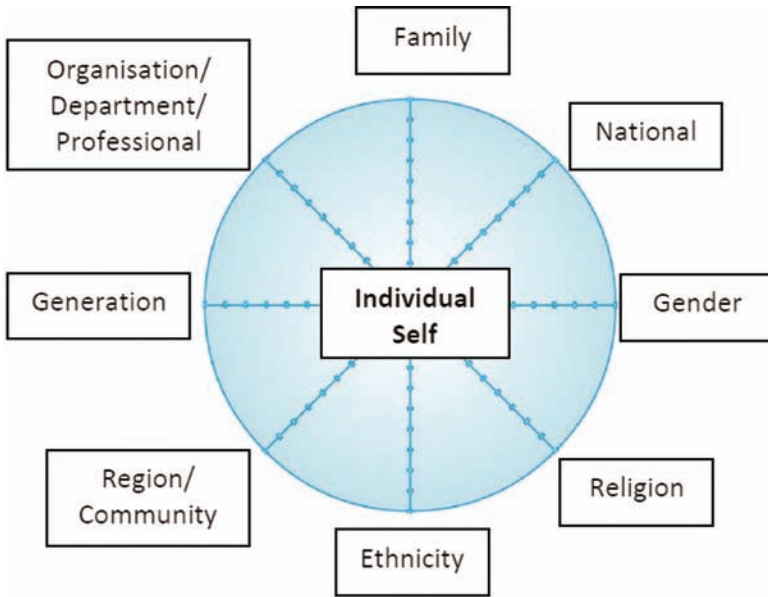 Family
Organisation/
Department/
Professional
National
Generation
Individual
Self
Gender
Region/
Community
Religion
Ethnicity